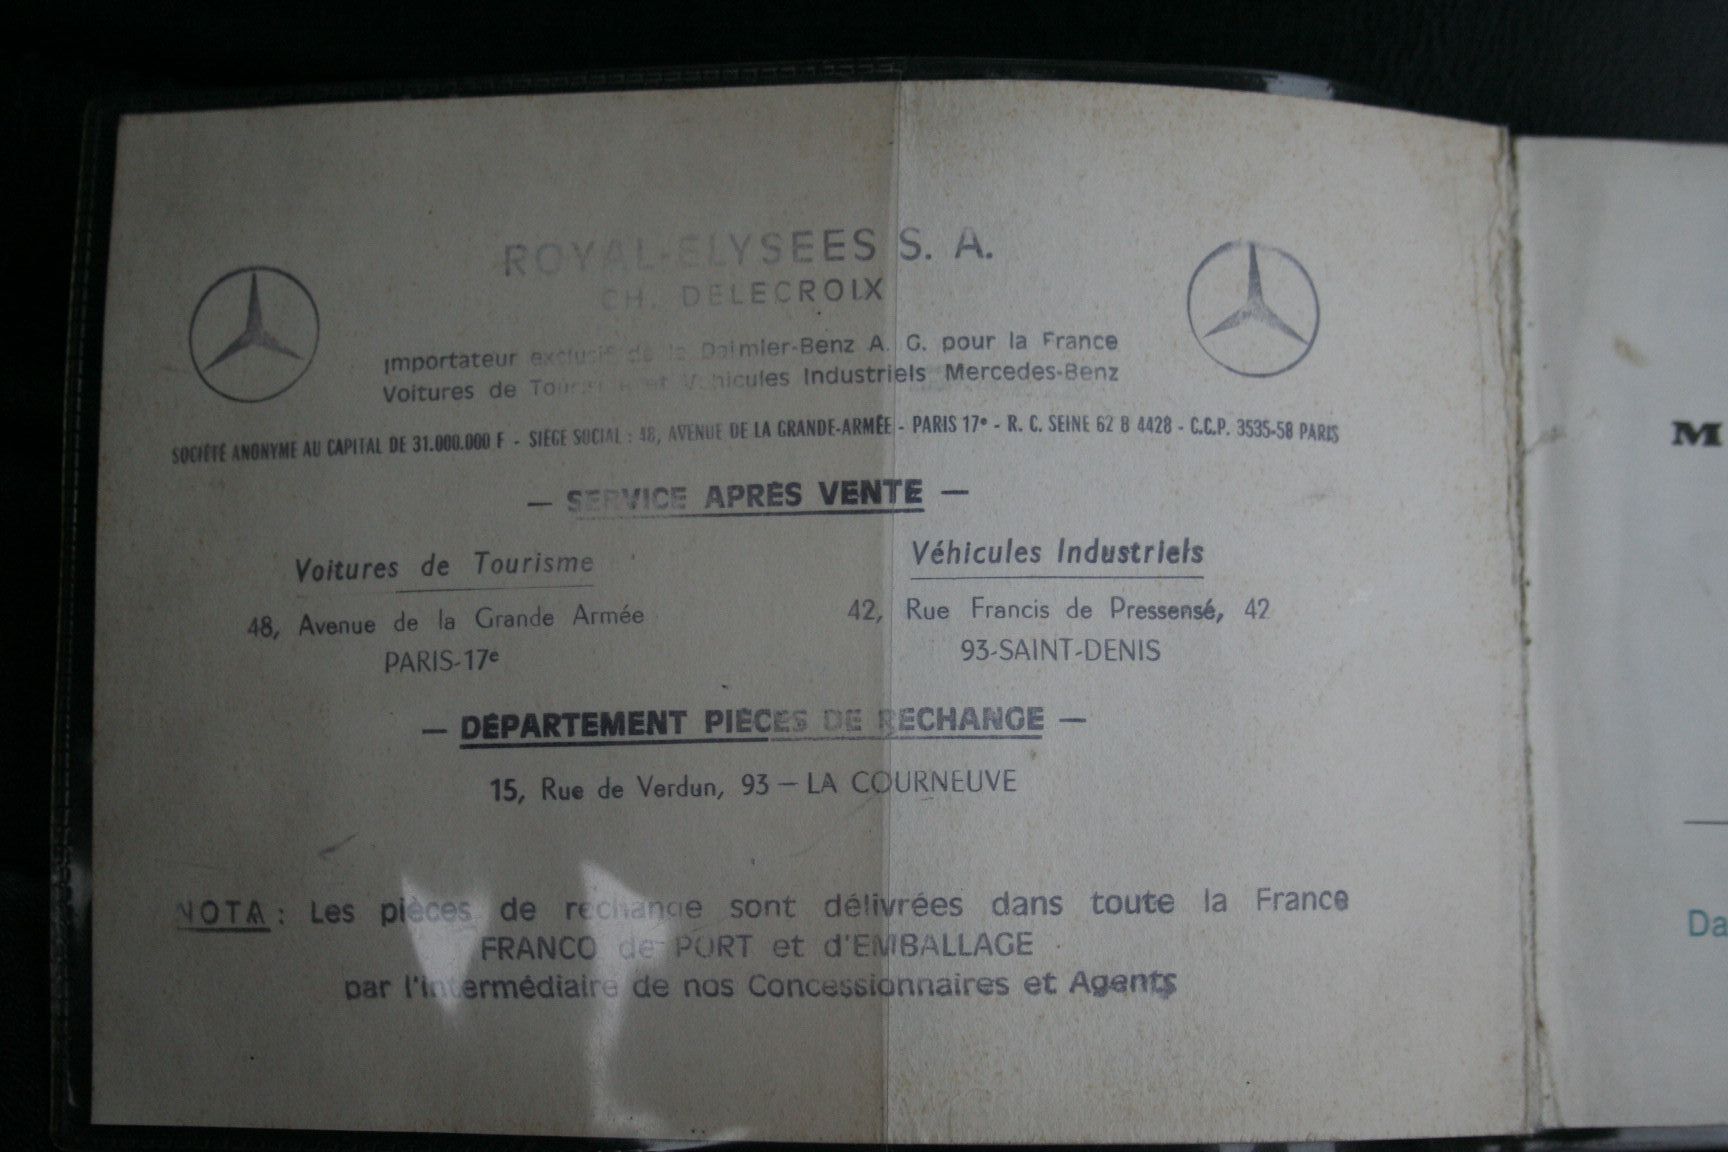 ROYAL-ELYSEES S. A.
CH. DELECROIX
Importateur exclusif de la Daimler-Benz A. G. pour la France
Voitures de Tourisme et Véhicules Industriels Mercedes-Benz
SOCIÉTÉ ANONYME AU CAPITAL DE 31.000.000 F - SIÈGE SOCIAL : 48, AVENUE DE LA GRANDE-ARMÉE - PARIS 17e - R. C. SEINE 62 B 4428 - C.C.P. 3535-58 PARIS
— SERVICE APRÈS VENTE —
Voitures de Tourisme
48, Avenue de la Grande Armée
PARIS-17e
Véhicules Industriels
42, Rue Francis de Pressensé, 42
93-SAINT-DENIS
— DÉPARTEMENT PIÈCES DE RECHANGE —
15, Rue de Verdun, 93 — LA COURNEUVE
NOTA : Les pièces de rechange sont délivrées dans toute la France
FRANCO de PORT et d'EMBALLAGE
par l'intermédiaire de nos Concessionnaires et Agents
M
Da